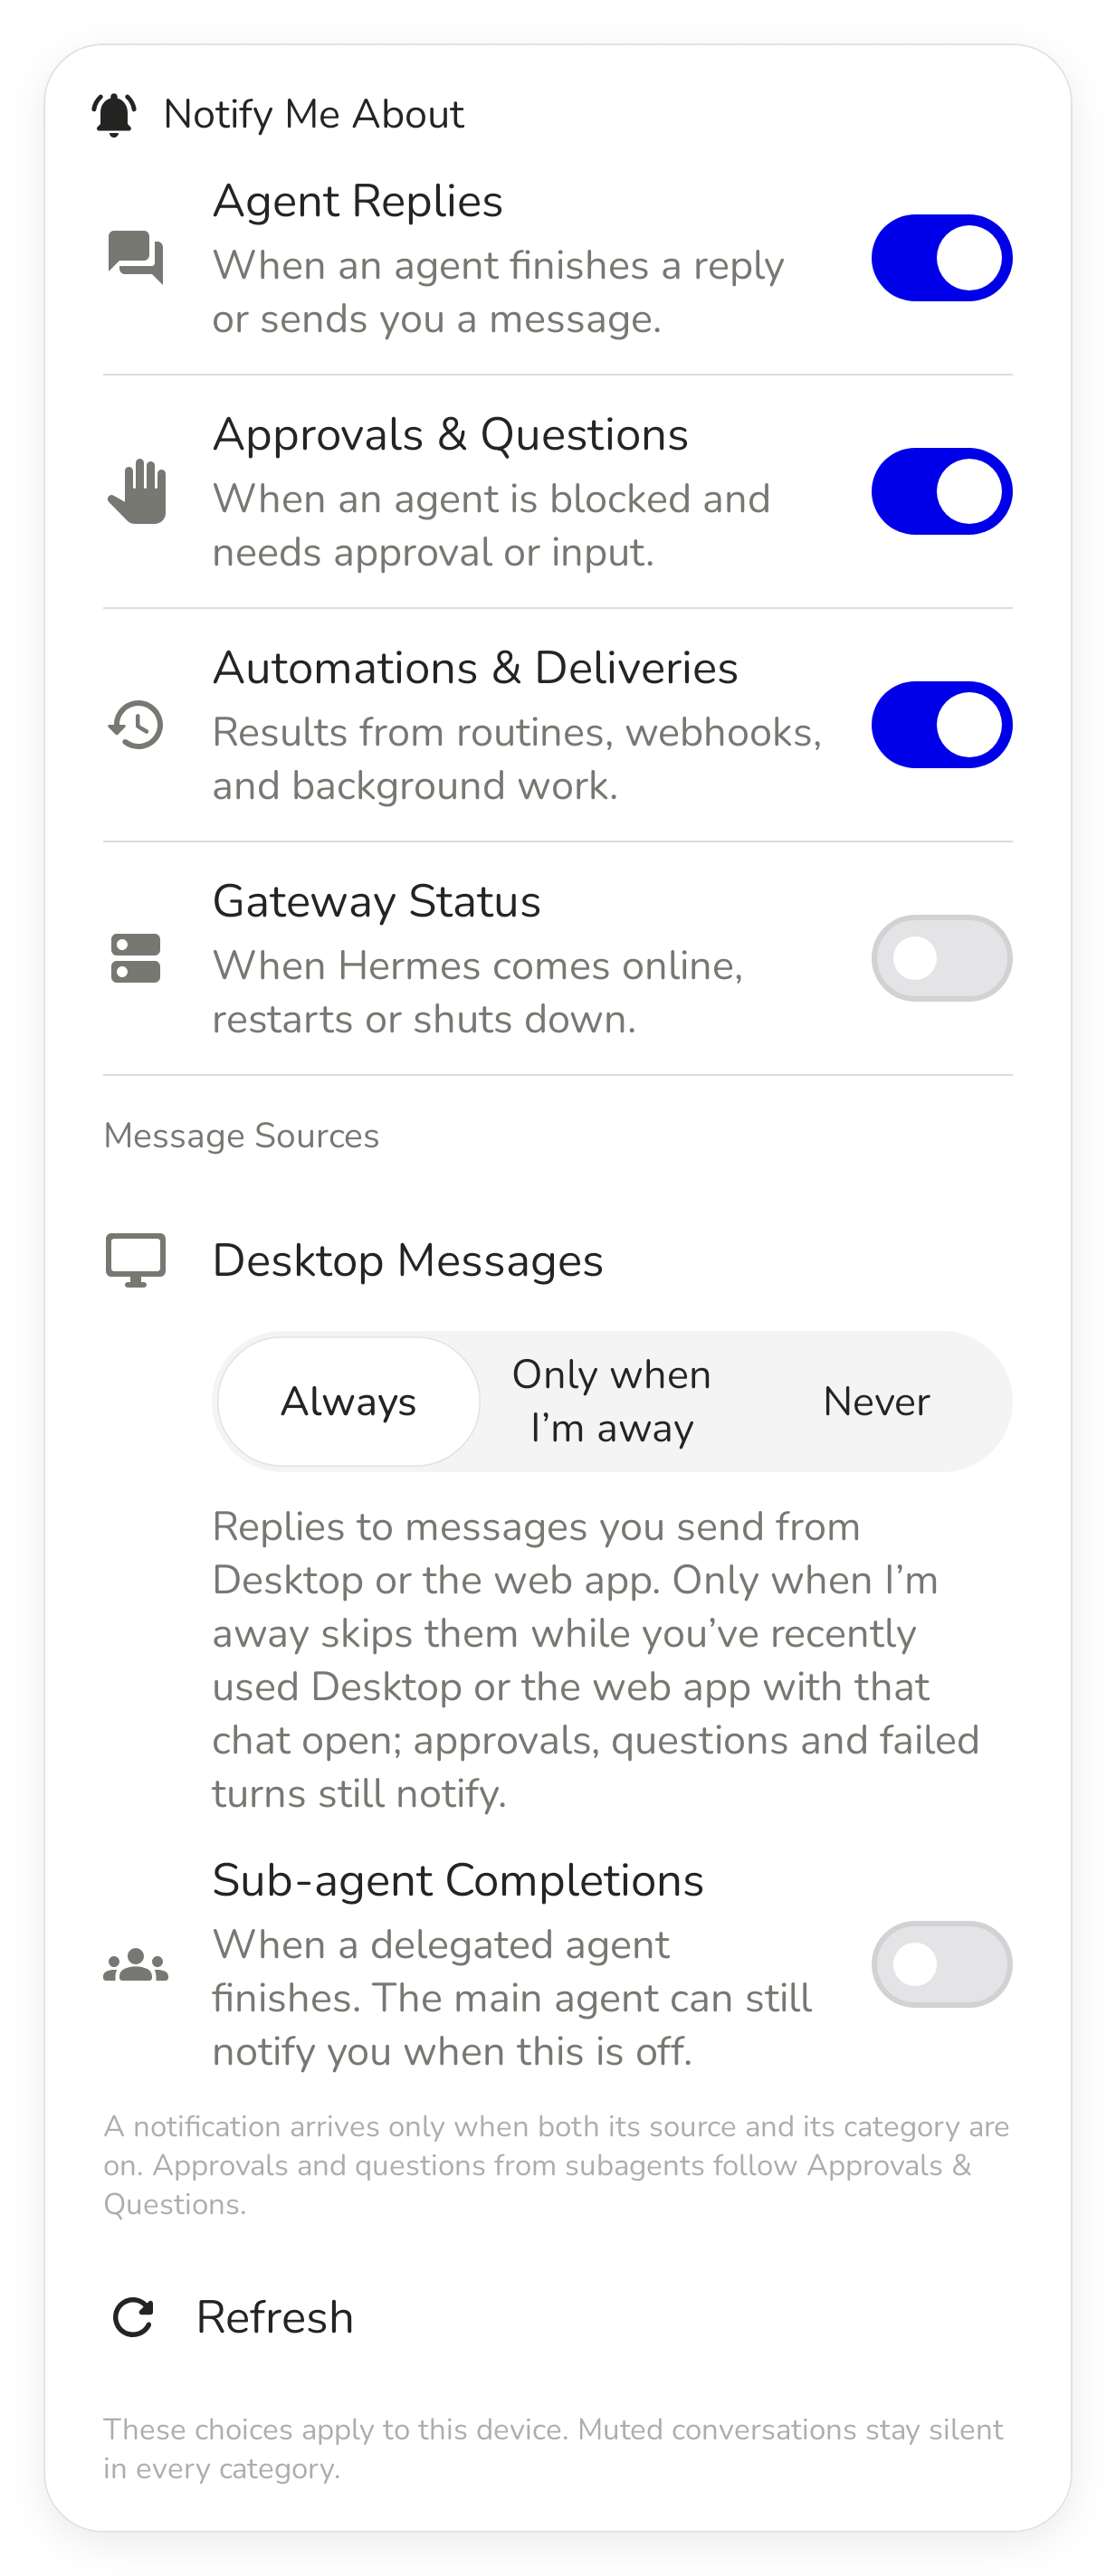 Notify Me About
Agent Replies
When an agent finishes a reply
or sends you a message.
Approvals & Questions
When an agent is blocked and
needs approval or input.
Automations & Deliveries
Results from routines, webhooks,
and background work.
Gateway Status
When Hermes comes online,
restarts or shuts down.
Message Sources
Desktop Messages
Always
Only when
I’m away
Never
Replies to messages you send from
Desktop or the web app. Only when I’m
away skips them while you’ve recently
used Desktop or the web app with that
chat open; approvals, questions and failed
turns still notify.
Sub-agent Completions
When a delegated agent
finishes. The main agent can still
notify you when this is off.
A notification arrives only when both its source and its category are
on. Approvals and questions from subagents follow Approvals &
Questions.
Refresh
These choices apply to this device. Muted conversations stay silent
in every category.